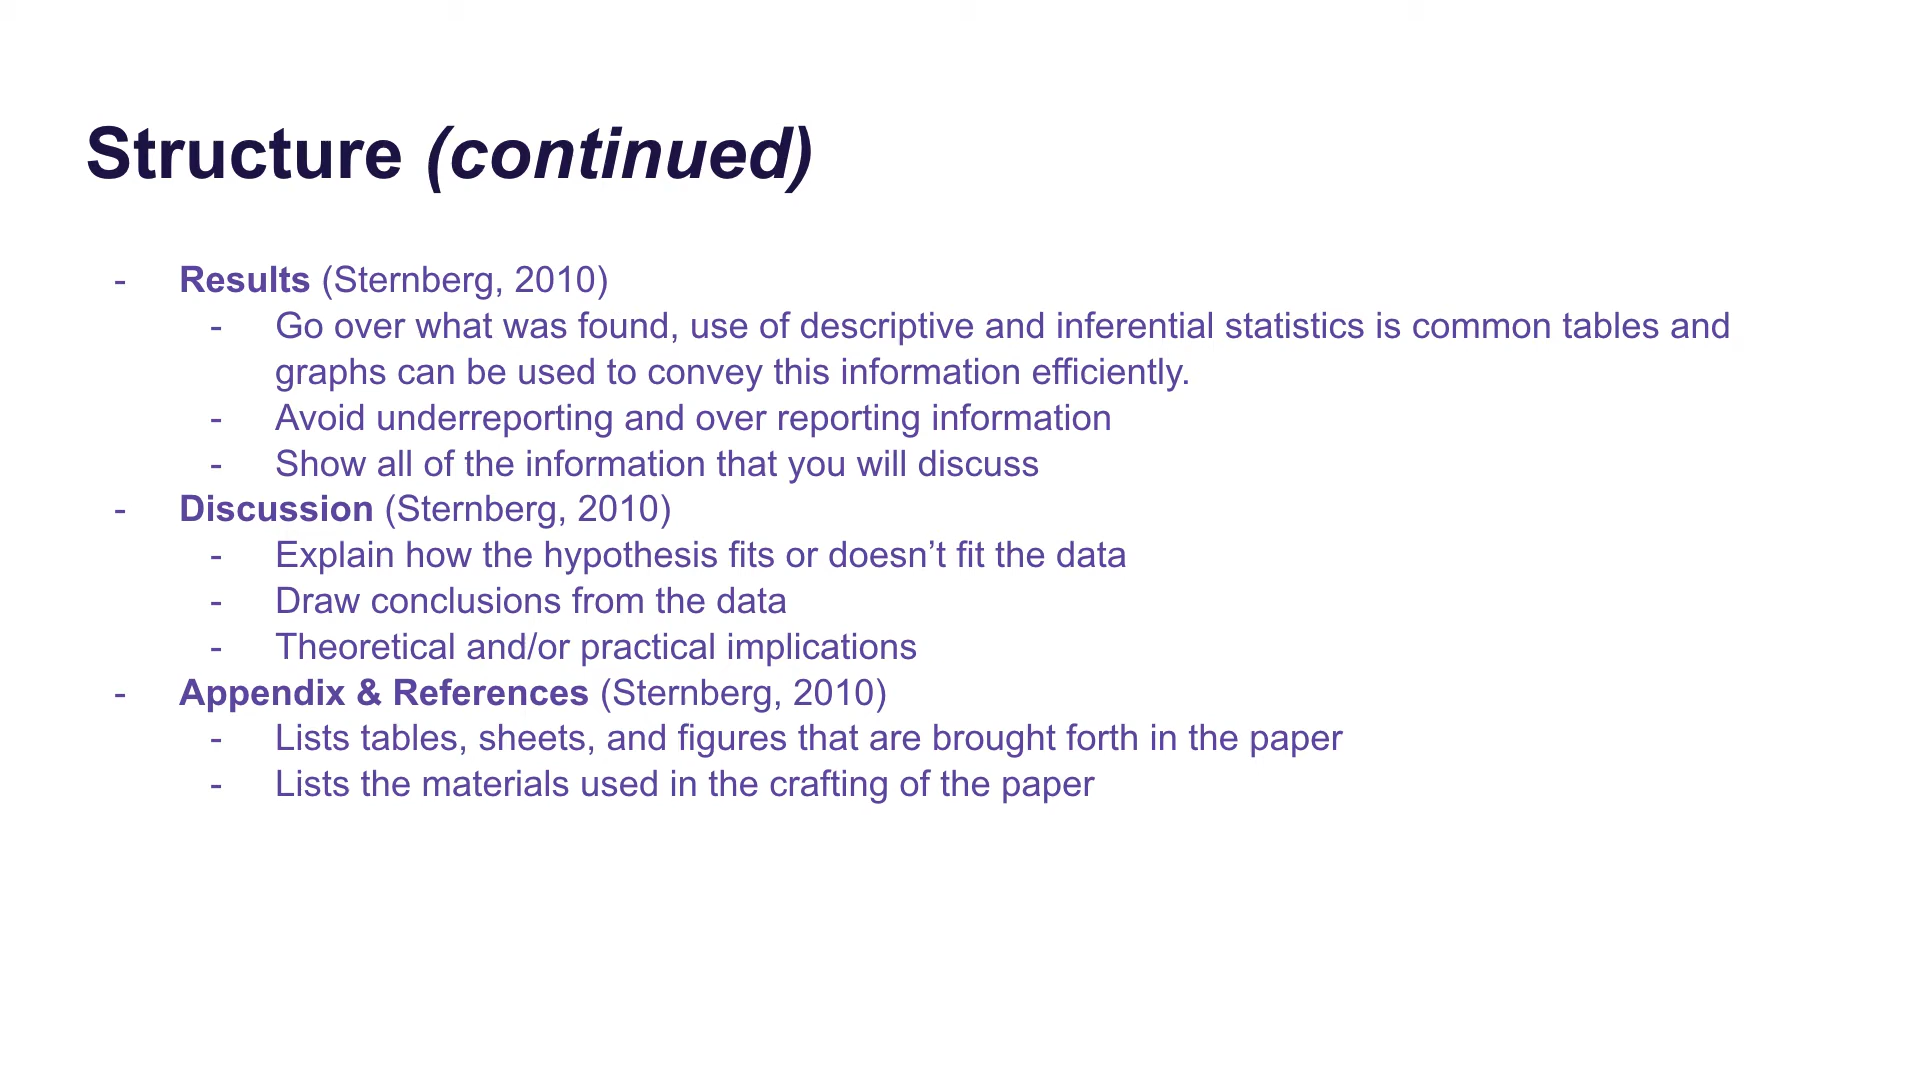 Structure (continued)
- Results (Sternberg, 2010)
- Go over what was found, use of descriptive and inferential statistics is common tables and
graphs can be used to convey this information efficiently.
- Avoid underreporting and over reporting information
- Show all of the information that you will discuss
- Discussion (Sternberg, 2010)
- Explain how the hypothesis fits or doesn’t fit the data
- Draw conclusions from the data
- Theoretical and/or practical implications
- Appendix & References (Sternberg, 2010)
- Lists tables, sheets, and figures that are brought forth in the paper
- Lists the materials used in the crafting of the paper